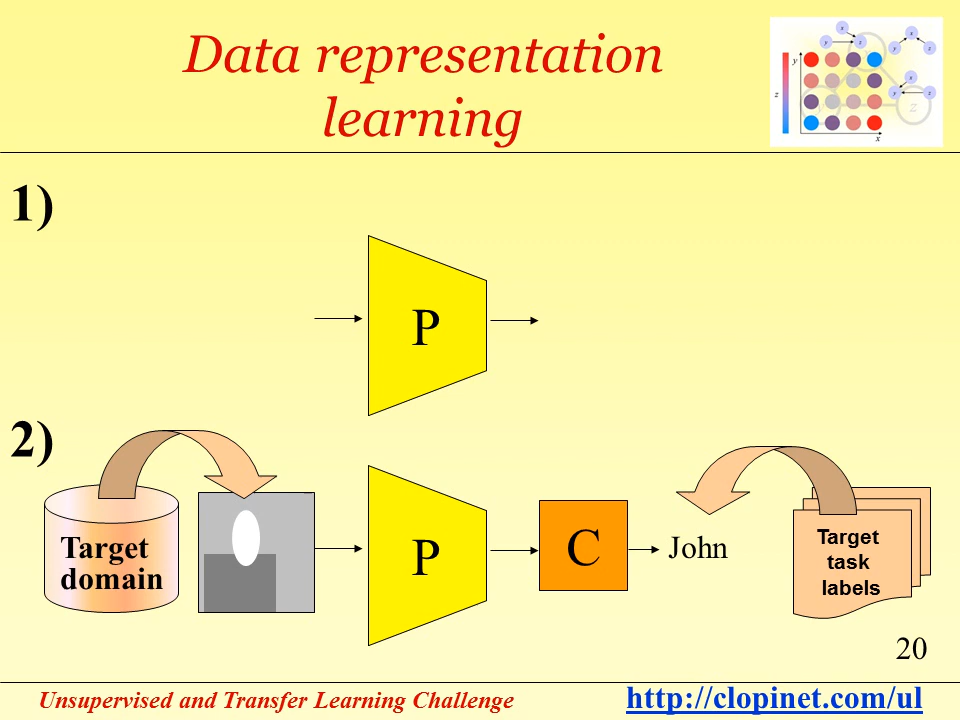 Data representation
learning
x
y
z
x
y
z
x
y
z
y
z
x
z
1)
P
2)
Target
domain
P
C
John
Target
task
labels
20
Unsupervised and Transfer Learning Challenge
http://clopinet.com/ul